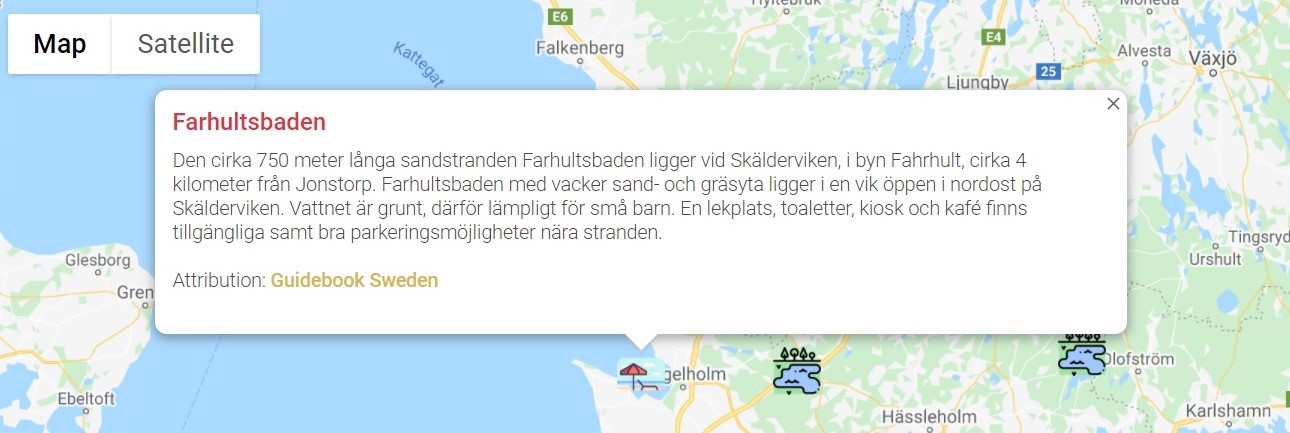 Hyltebruk
Moheda
E6
Falkenberg
E4
Kattegat
Map
Satellite
Alvesta
Växjö
25
Ljungby
Farhultsbaden
Den cirka 750 meter långa sandstranden Farhultsbaden ligger vid Skälderviken, i byn Fahrhult, cirka 4
kilometer från Jonstorp. Farhultsbaden med vacker sand- och gräsyta ligger i en vik öppen i nordost på
Skälderviken. Vattnet är grunt, därför lämpligt för små barn. En lekplats, toaletter, kiosk och kafé finns
tillgängliga samt bra parkeringsmöjligheter nära stranden.
Attribution: Guidebook Sweden
Glesborg
Gren
Tingsryd
Urshult
gelholm
Olofström
Ebeltoft
Hässleholm
Karlshamn